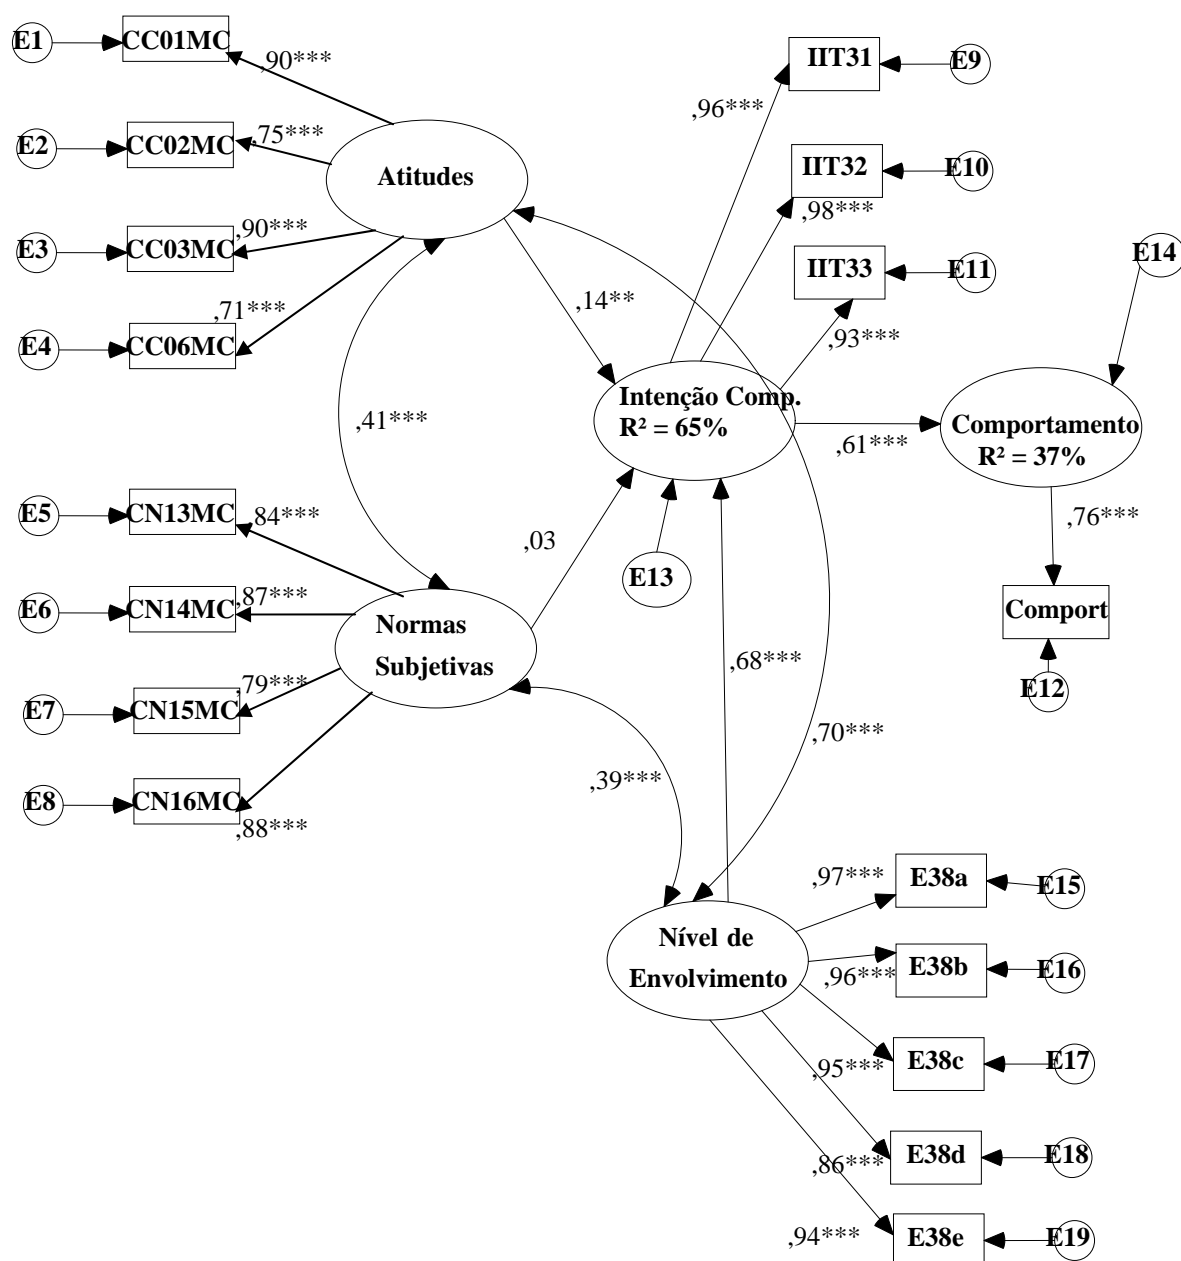 E1
CC01MC
,90***
E2
CC02MC
,75***
E3
CC03MC
,90***
E4
CC06MC
,71***
Atitudes
,41***
,14**
E5
CN13MC
,84***
E6
CN14MC
,87***
E7
CN15MC
,79***
E8
CN16MC
,88***
Normas
Subjetivas
,03
,39***
IIT31
E9
,96***
IIT32
E10
,98***
IIT33
E11
,93***
Intenção Comp.
R² = 65%
E13
,61***
E14
Comportamento
R² = 37%
,76***
Comport
E12
,68***
,70***
Nível de
Envolvimento
,97***
E38a
E15
,96***
E38b
E16
,95***
E38c
E17
,86***
E38d
E18
,94***
E38e
E19